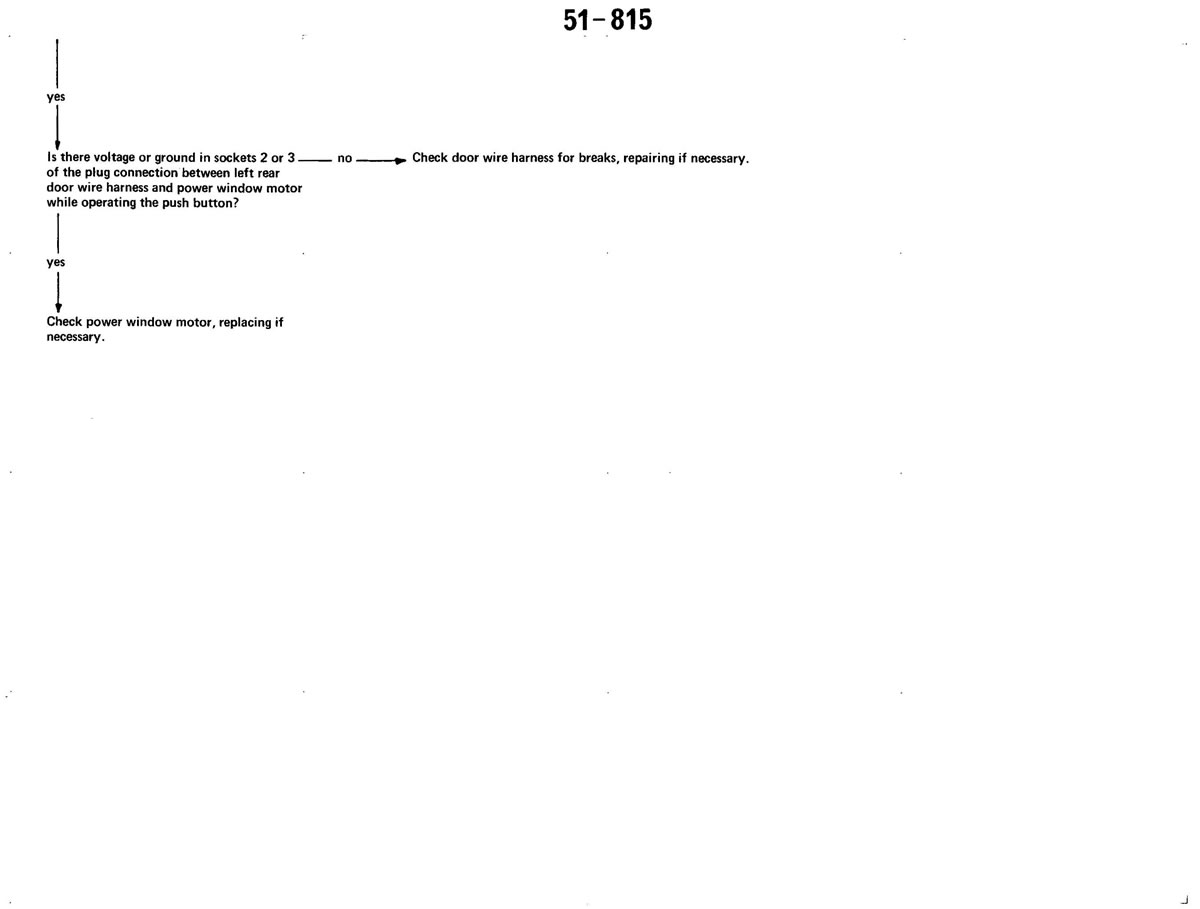 51-815
yes
Is there voltage or ground in sockets 2 or 3 no Check door wire harness for breaks, repairing if necessary.
of the plug connection between left rear
door wire harness and power window motor
while operating the push button?
yes
Check power window motor, replacing if
necessary.